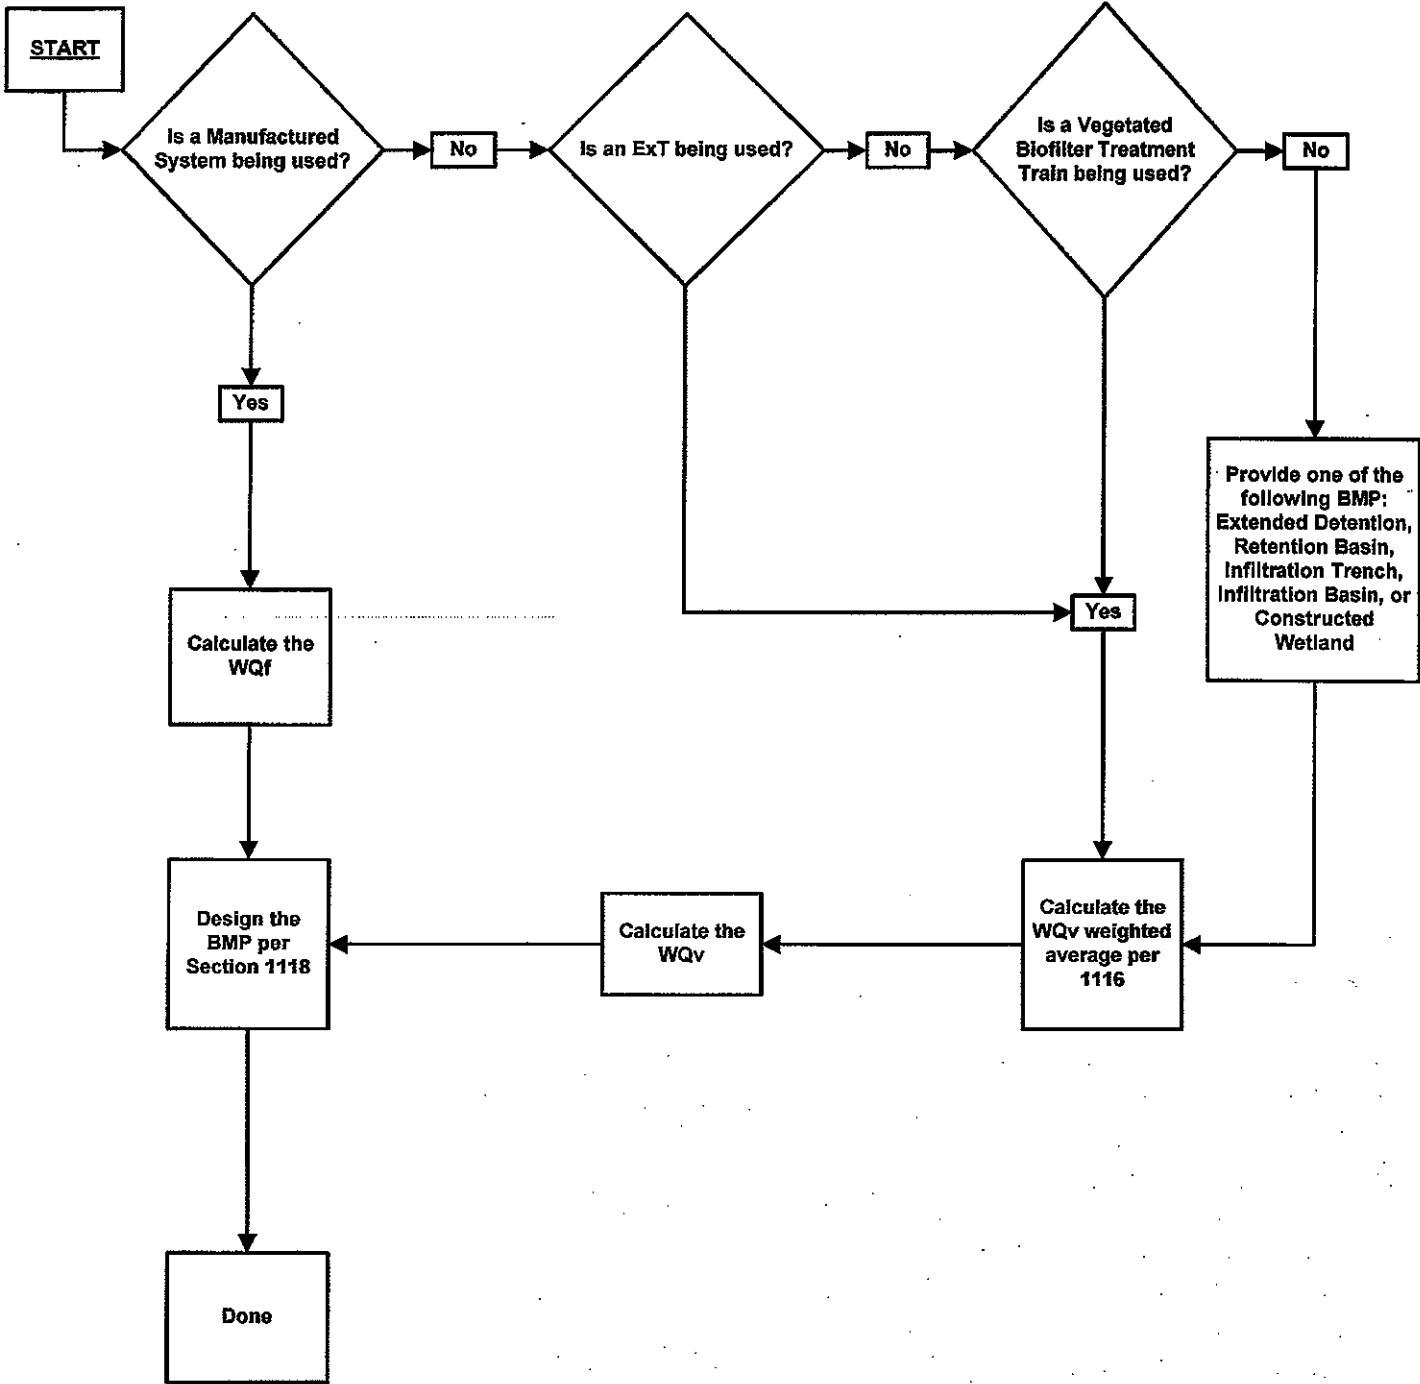 START
Is a Manufactured
System being used?
No
Is an ExT being used?
No
Is a Vegetated
Biofilter Treatment
Train being used?
No
Yes
Provide one of the
following BMP:
Extended Detention,
Retention Basin,
Infiltration Trench,
Infiltration Basin, or
Constructed
Wetland
Yes
Calculate the
WQf
Design the
BMP per
Section 1118
Calculate the
WQv
Calculate the
WQv weighted
average per
1116
Done